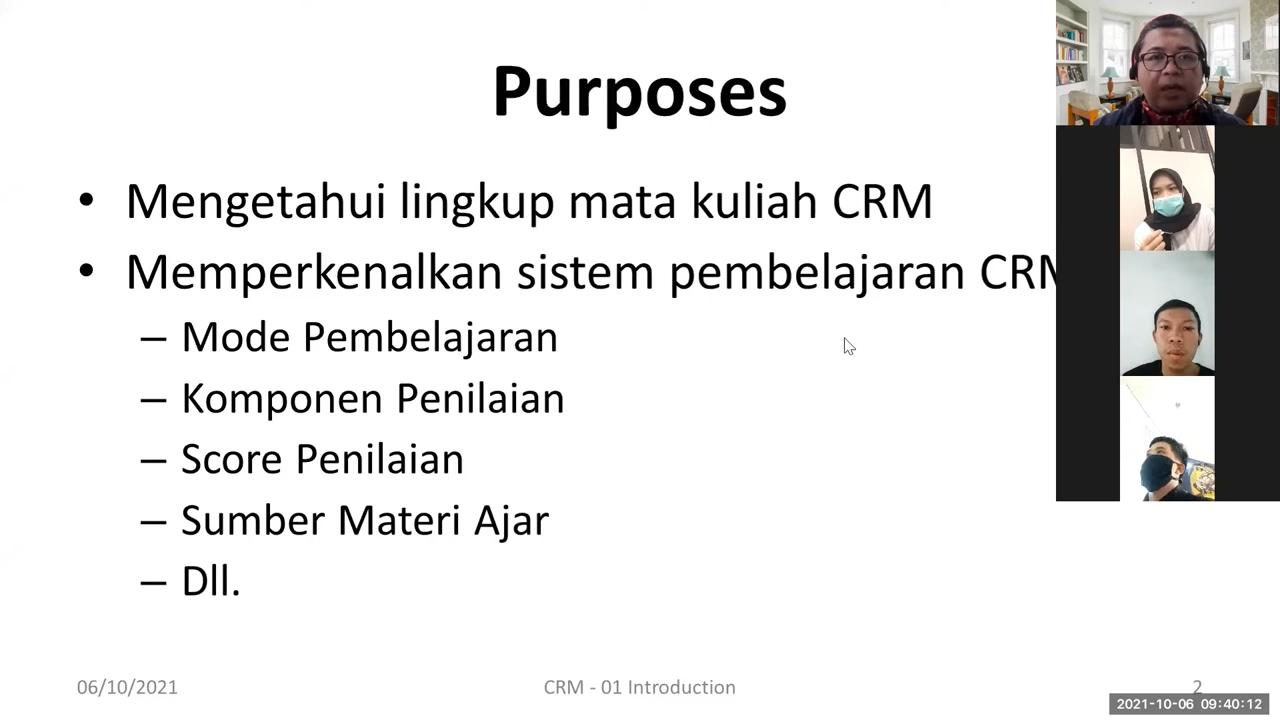 Purposes
• Mengetahui lingkup mata kuliah CRM
• Memperkenalkan sistem pembelajaran CRM
– Mode Pembelajaran
– Komponen Penilaian
– Score Penilaian
– Sumber Materi Ajar
– Dll.
06/10/2021
CRM - 01 Introduction
2
2021-10-06 09:40:12